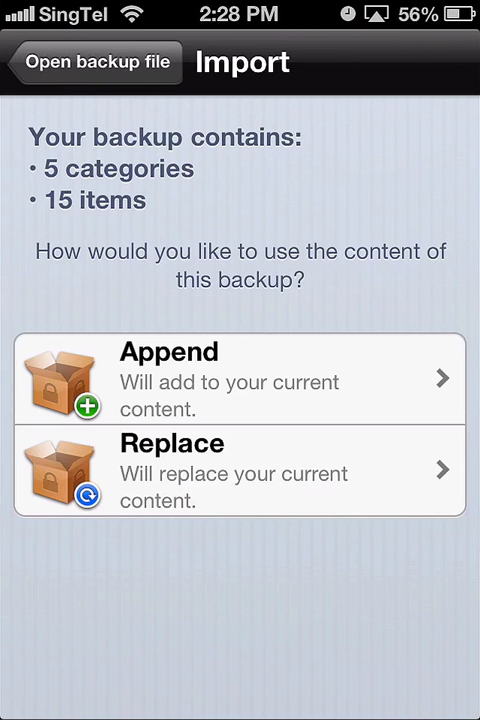 SingTel 2:28 PM 56%
Open backup file Import
Your backup contains:
• 5 categories
• 15 items
How would you like to use the content of
this backup?
Append
Will add to your current
content.
Replace
Will replace your current
content.